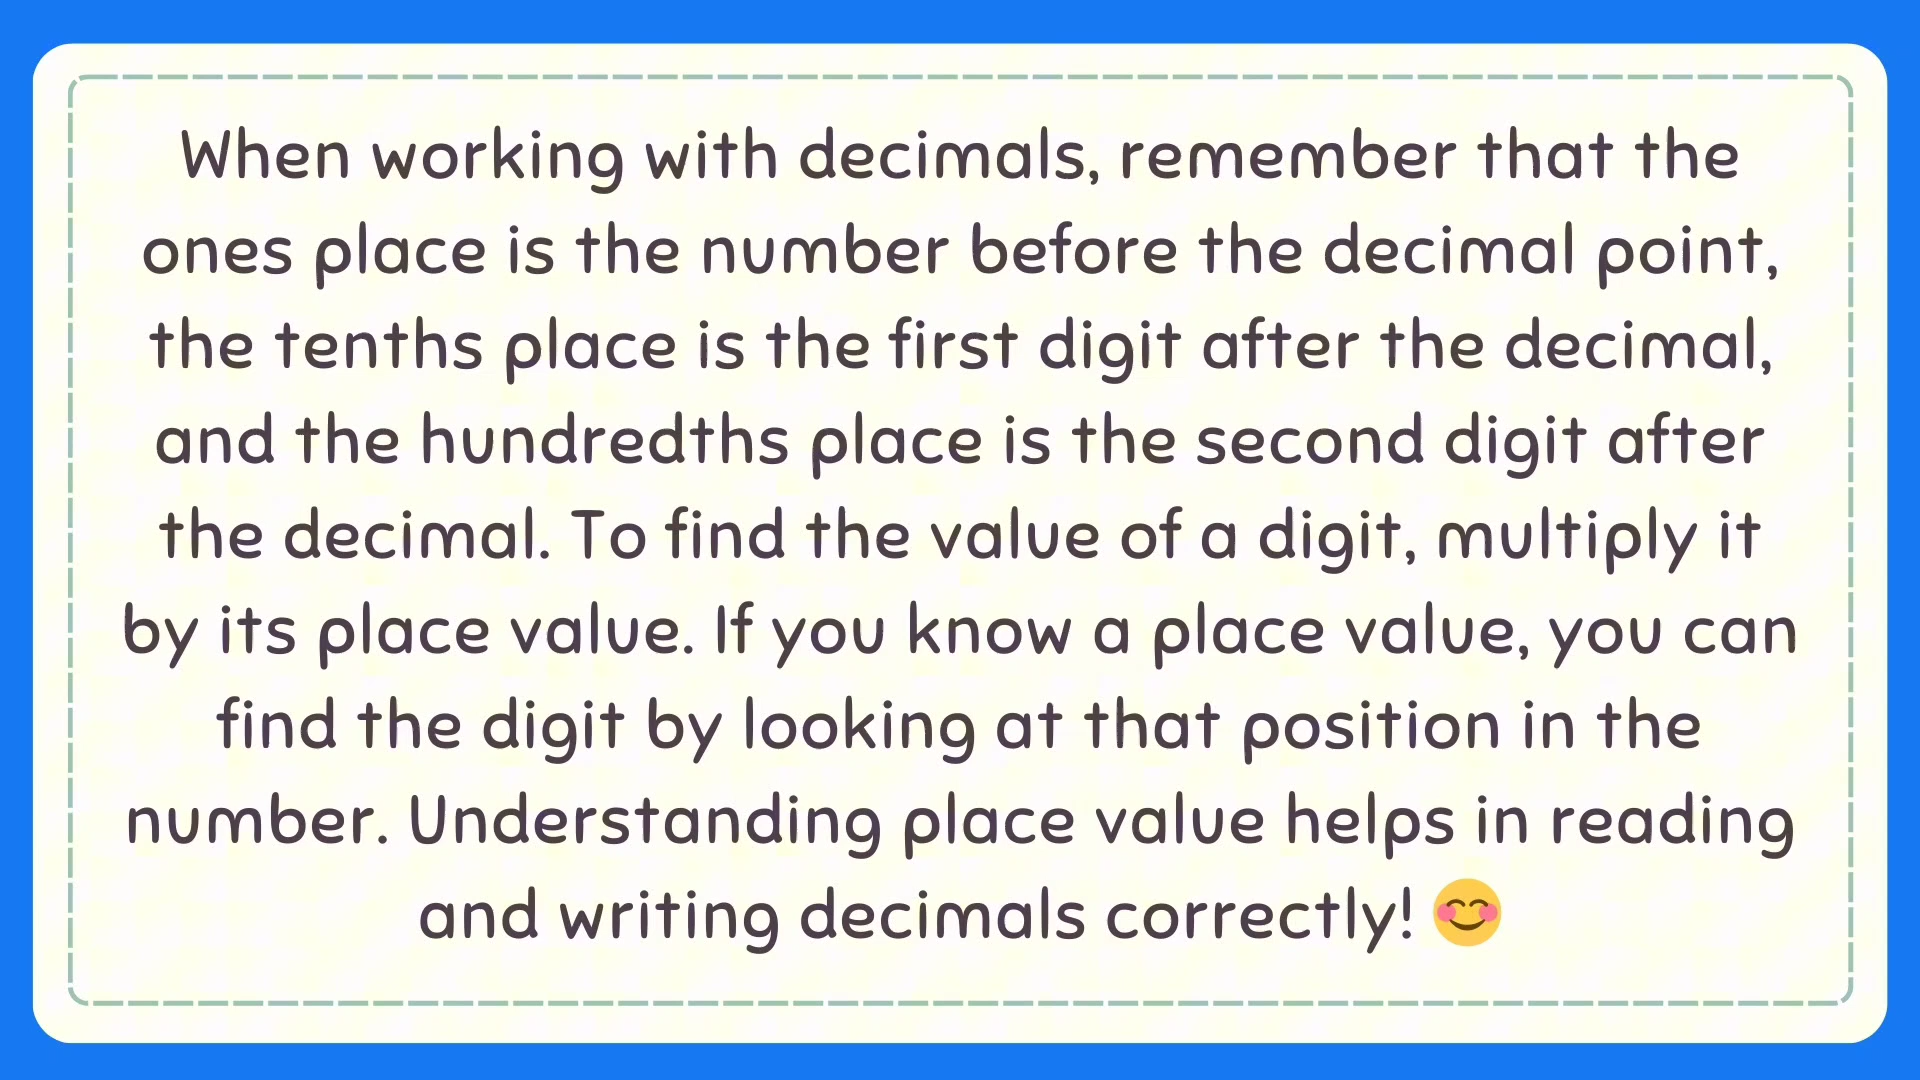 When working with decimals, remember that the
ones place is the number before the decimal point,
the tenths place is the first digit after the decimal,
and the hundredths place is the second digit after
the decimal. To find the value of a digit, multiply it
by its place value. If you know a place value, you can
find the digit by looking at that position in the
number. Understanding place value helps in reading
and writing decimals correctly! 😊